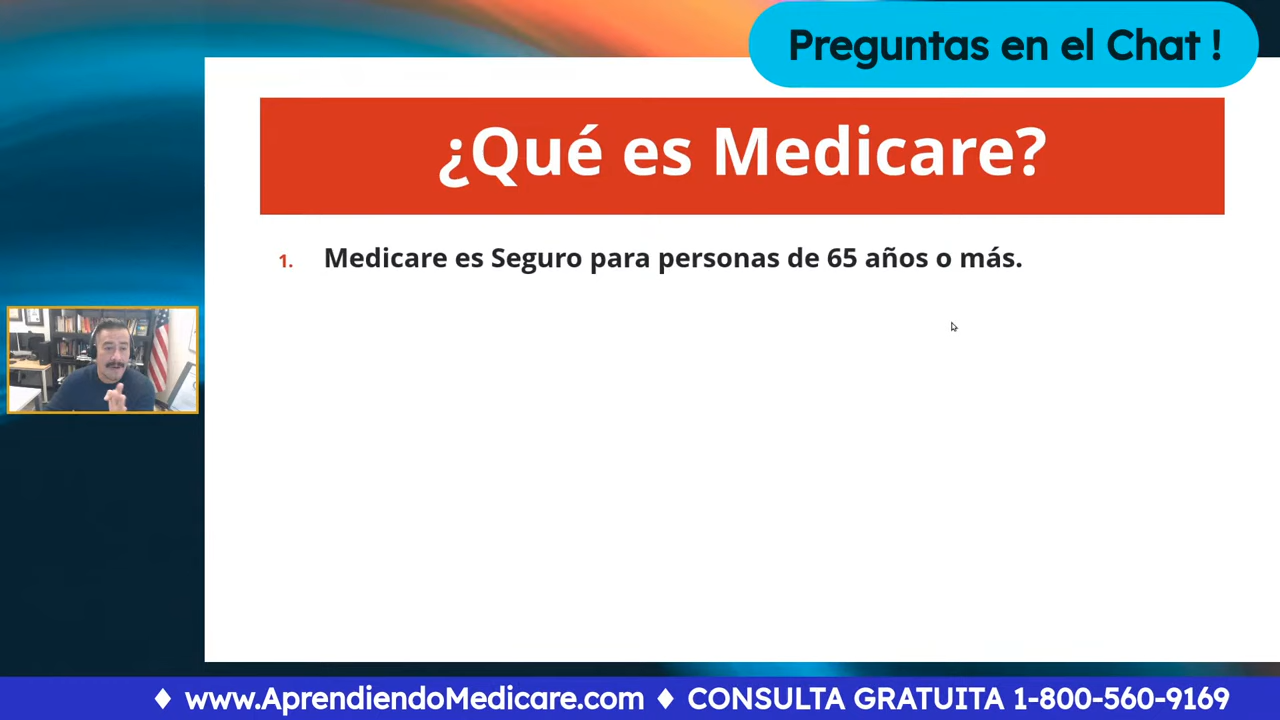 Preguntas en el Chat !
¿Qué es Medicare?
1. Medicare es Seguro para personas de 65 años o más.
♦ www.AprendiendoMedicare.com ♦ CONSULTA GRATUITA 1-800-560-9169